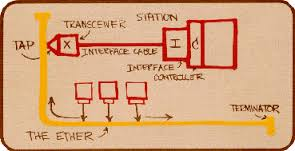 TRANSCEIVER
STATION
TAP
X
INTERFACE CABLE
I
C
INTERFACE
CONTROLLER
TERMINATOR
THE ETHER